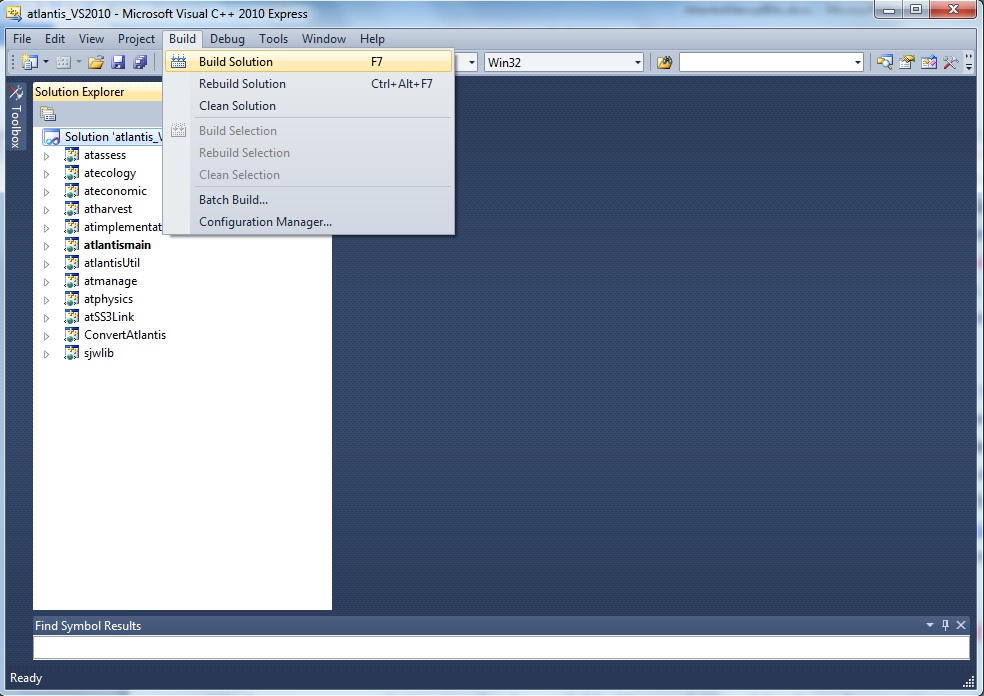 atlantis_VS2010 - Microsoft Visual C++ 2010 Express
File Edit View Project Build Debug Tools Window Help
Build Solution F7
Win32
Rebuild Solution Ctrl+Alt+F7
Clean Solution
Build Selection
Rebuild Selection
Clean Selection
Batch Build...
Configuration Manager...
Toolbox
Solution Explorer
Solution 'atlantis_V
atassess
atecology
ateconomic
atharvest
atimplementat
atlantismain
atlantisUtil
atmanage
atphysics
atSS3Link
ConvertAtlantis
sjwlib
Find Symbol Results
Ready